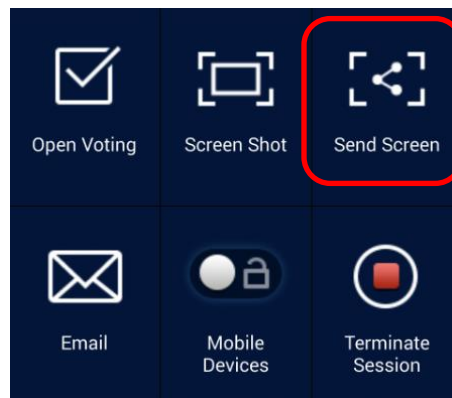 Open Voting
Screen Shot
Send Screen
Email
Mobile
Devices
Terminate
Session